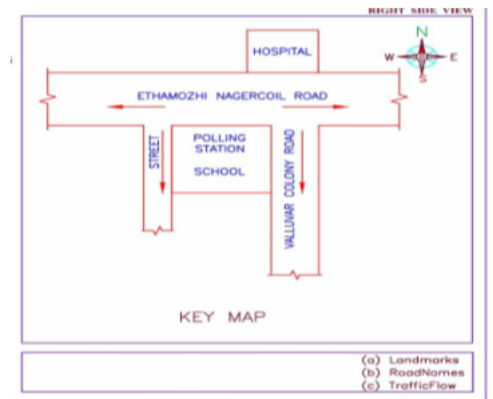 RIGHT SIDE VIEW
N
HOSPITAL
W
E
S
ETHAMOZHI NAGERCOIL ROAD
STREET
POLLING
STATION
SCHOOL
VALLUVAR COLONY ROAD
KEY MAP
(a) Landmarks
(b) RoadNames
(c) TrafficFlow